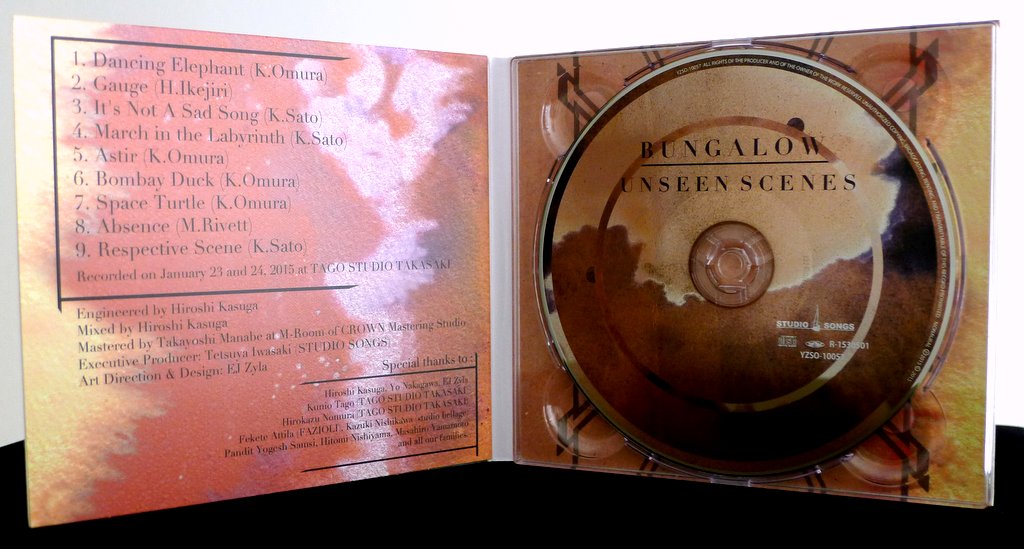 1. Dancing Elephant (K.Omura)
2. Gauge (H.Ikejiri)
3. It's Not A Sad Song (K.Sato)
4. March in the Labyrinth (K.Sato)
5. Astir (K.Omura)
6. Bombay Duck (K.Omura)
7. Space Turtle (K.Omura)
8. Absence (M.Rivett)
9. Respective Scene (K.Sato)
Recorded on January 23 and 24, 2015 at TAGO STUDIO TAKASAKI
Engineered by Hiroshi Kasuga
Mixed by Hiroshi Kasuga
Mastered by Takayoshi Manabe at M-Room of CROWN Mastering Studio
Executive Producer: Tetsuya Iwasaki (STUDIO SONGS)
Art Direction & Design: EJ Zyla
Special thanks to :
Hiroshi Kasuga, Yo Nakagawa, EJ Zyla
Kunio Tago (TAGO STUDIO TAKASAKI)
Hirokazu Nomura (TAGO STUDIO TAKASAKI)
Fekete Attila (FAZIOLI), Kazuki Nishikawa (studio heilage)
Pandit Yogesh Samsi, Hitomi Nishiyama, Masahiro Yamamoto
and all our families.
BUNGALOW
UNSEEN SCENES
STUDIO SONGS
R-1530501
YZSO-10057
YZSO-10057 ALL RIGHTS OF THE PRODUCER AND OF THE OWNER OF THE WORK RESERVED. UNAUTHORIZED COPYING,